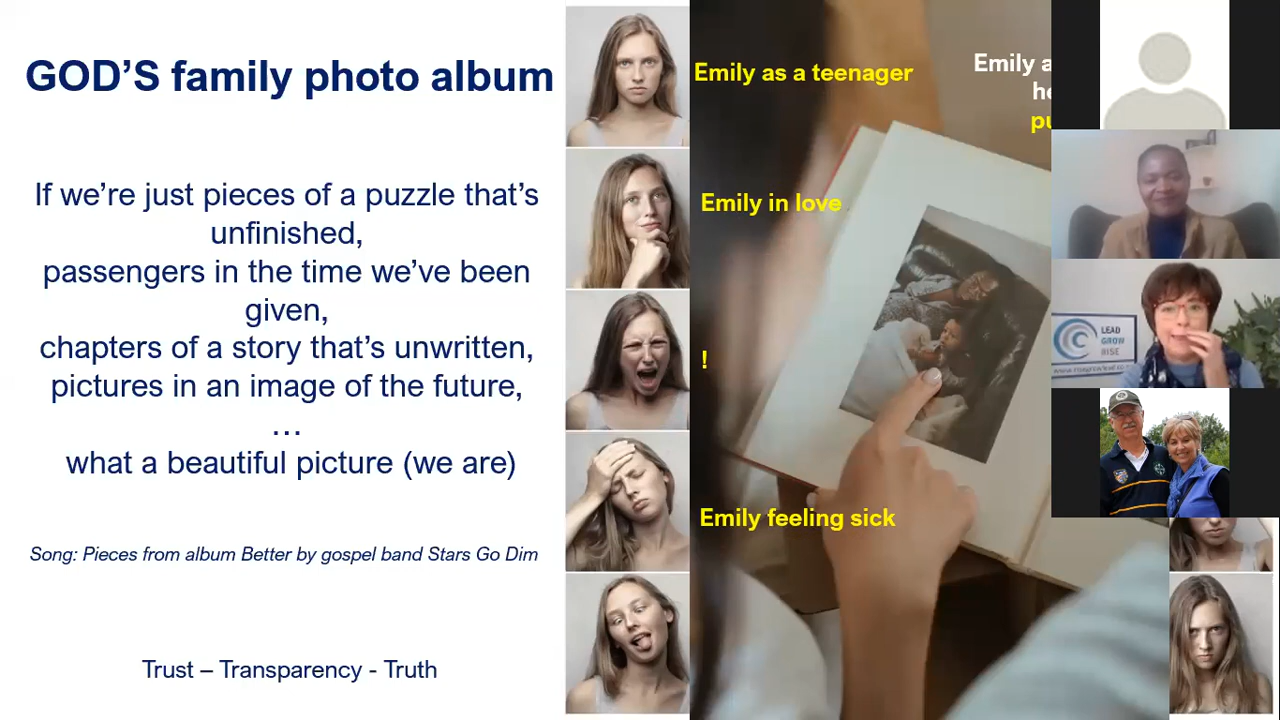 GOD'S family photo album
If we're just pieces of a puzzle that's
unfinished,
passengers in the time we've been
given,
chapters of a story that's unwritten,
pictures in an image of the future,
…
what a beautiful picture (we are)
Song: Pieces from album Better by gospel band Stars Go Dim
Trust – Transparency - Truth
Emily as a teenager
Emily in love
!
Emily feeling sick
Emily
LEAD
GROW
RISE